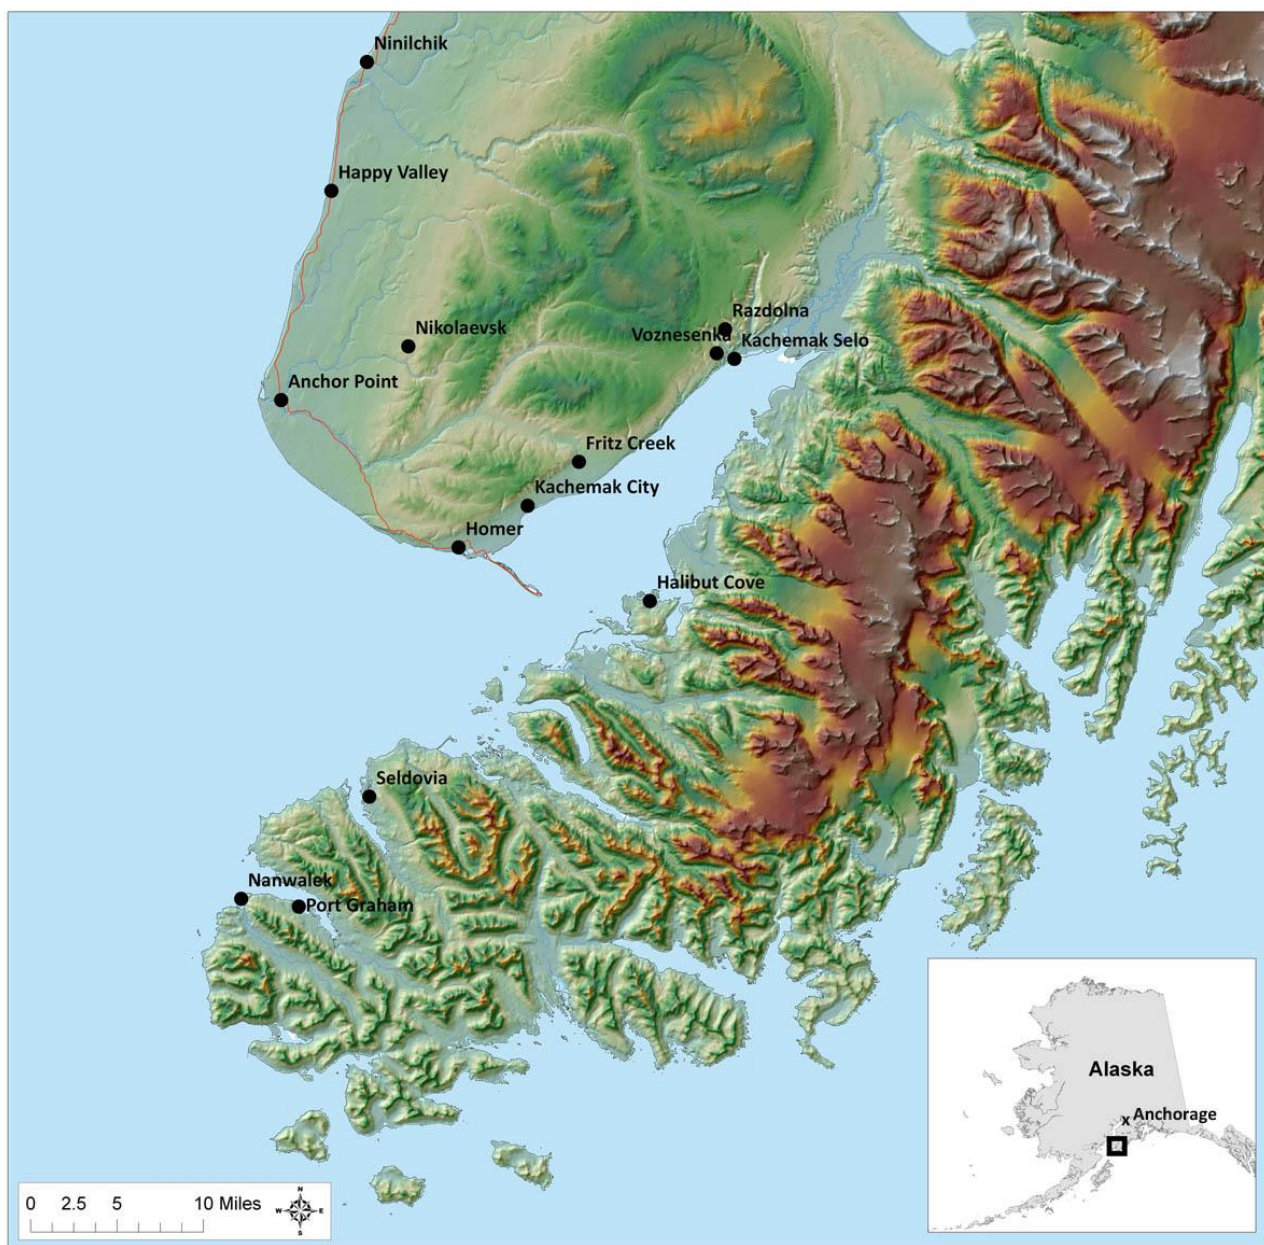 Ninilchik
Happy Valley
Razdolna
Nikolaevsk
Voznesenka
Kachemak Selo
Anchor Point
Fritz Creek
Kachemak City
Homer
Halibut Cove
Seldovia
Nanwalek
Port Graham
Alaska
x Anchorage
N
0 2.5 5 10 Miles
W E
S